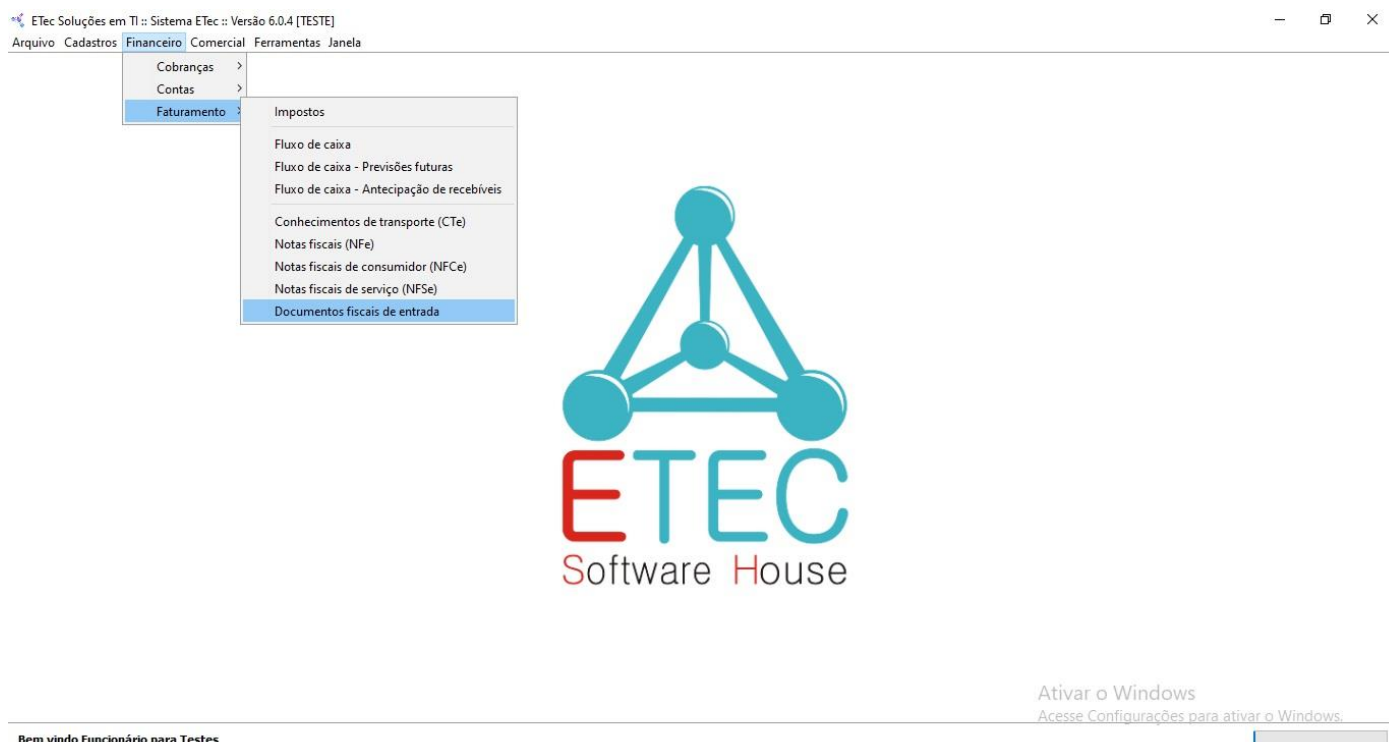 ETec Soluções em TI :: Sistema ETec :: Versão 6.0.4 [TESTE]
Arquivo Cadastros Financeiro Comercial Ferramentas Janela
Cobranças
Contas
Faturamento
Impostos
Fluxo de caixa
Fluxo de caixa - Previsões futuras
Fluxo de caixa - Antecipação de recebíveis
Conhecimentos de transporte (CTe)
Notas fiscais (NFe)
Notas fiscais de consumidor (NFCe)
Notas fiscais de serviço (NFSe)
Documentos fiscais de entrada
ETEC
Software House
Ativar o Windows
Acesse Configurações para ativar o Windows.
Bem vindo Funcionário para Testes